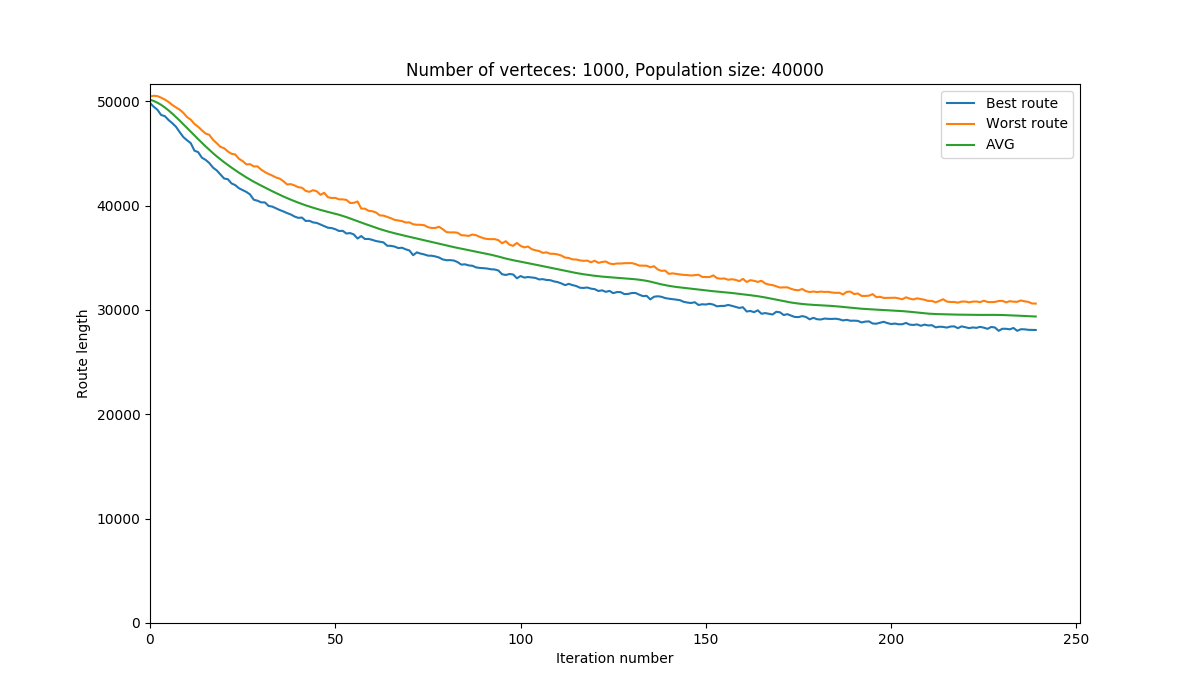 Number of verteces: 1000, Population size: 40000
Best route
Worst route
AVG
Route length
50000
40000
30000
20000
10000
0
0 50 100 150 200 250
Iteration number